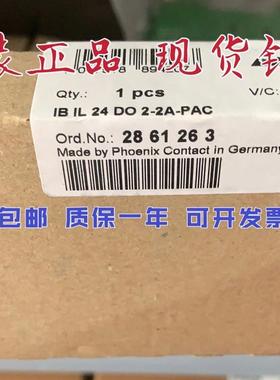 装正品 现货
Qty.: 1 pcs V/C:
IB IL 24 DO 2-2A-PAC
Ord.No.: 28 61 26 3
Made by Phoenix Contact in Germany
包邮 质保一年 可开发票